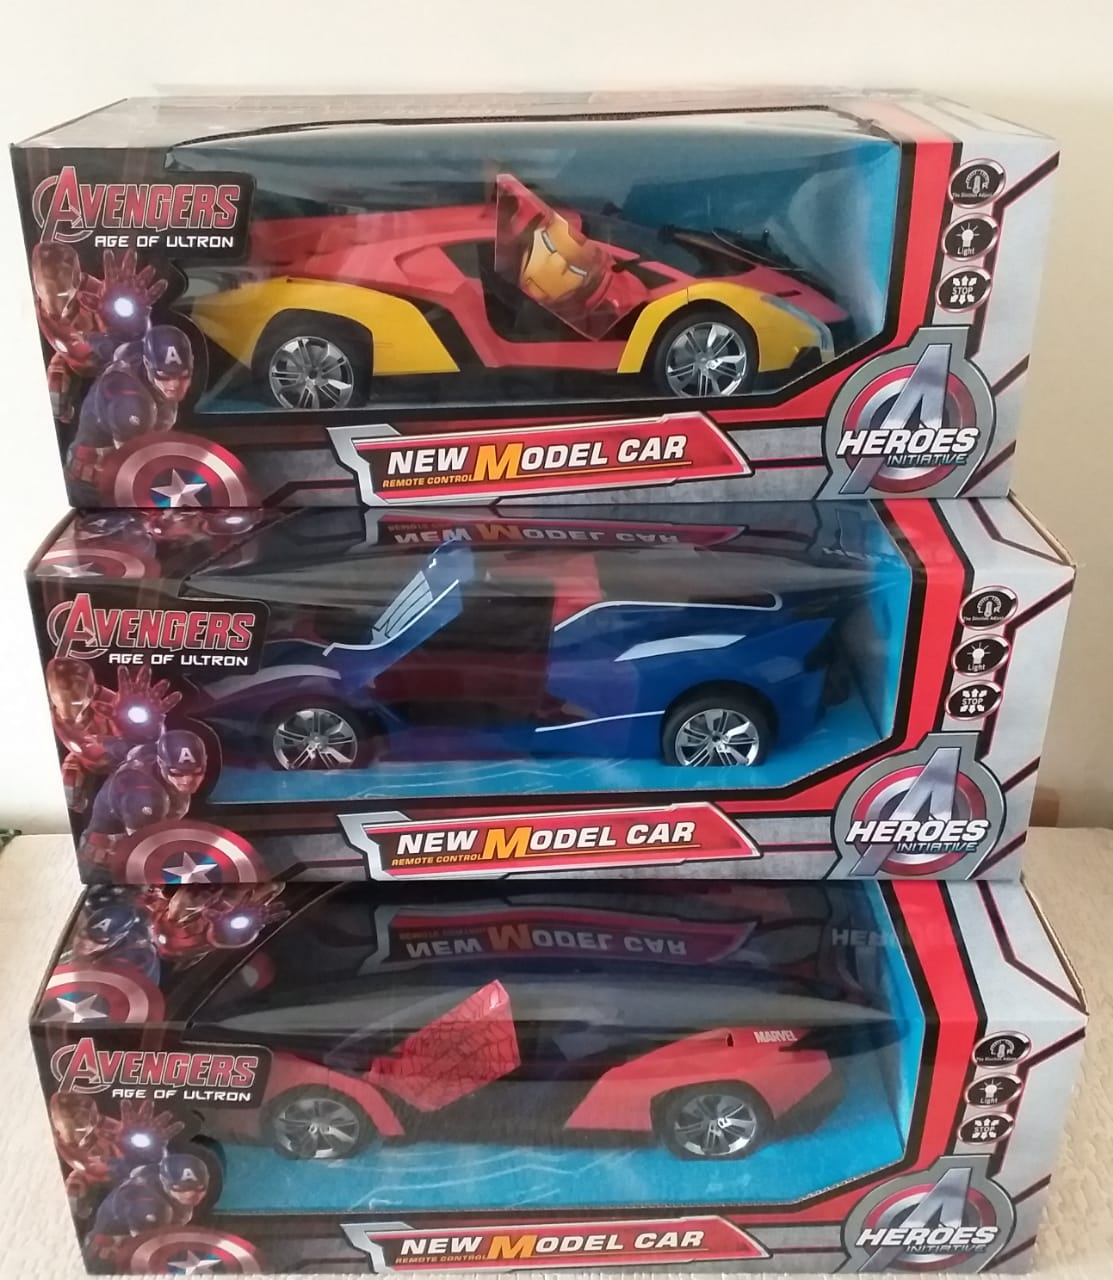 AVENGERS
AGE OF ULTRON
Light
STOP
A
HEROES
INITIATIVE
NEW MODEL CAR
REMOTE CONTROL
NEW MODEL CAR
AVENGERS
AGE OF ULTRON
Light
STOP
A
HEROES
INITIATIVE
NEW MODEL CAR
REMOTE CONTROL
A
NEW MODEL CAR
MARVEL
AVENGERS
AGE OF ULTRON
Light
STOP
A
HEROES
INITIATIVE
NEW MODEL CAR
REMOTE CONTROL